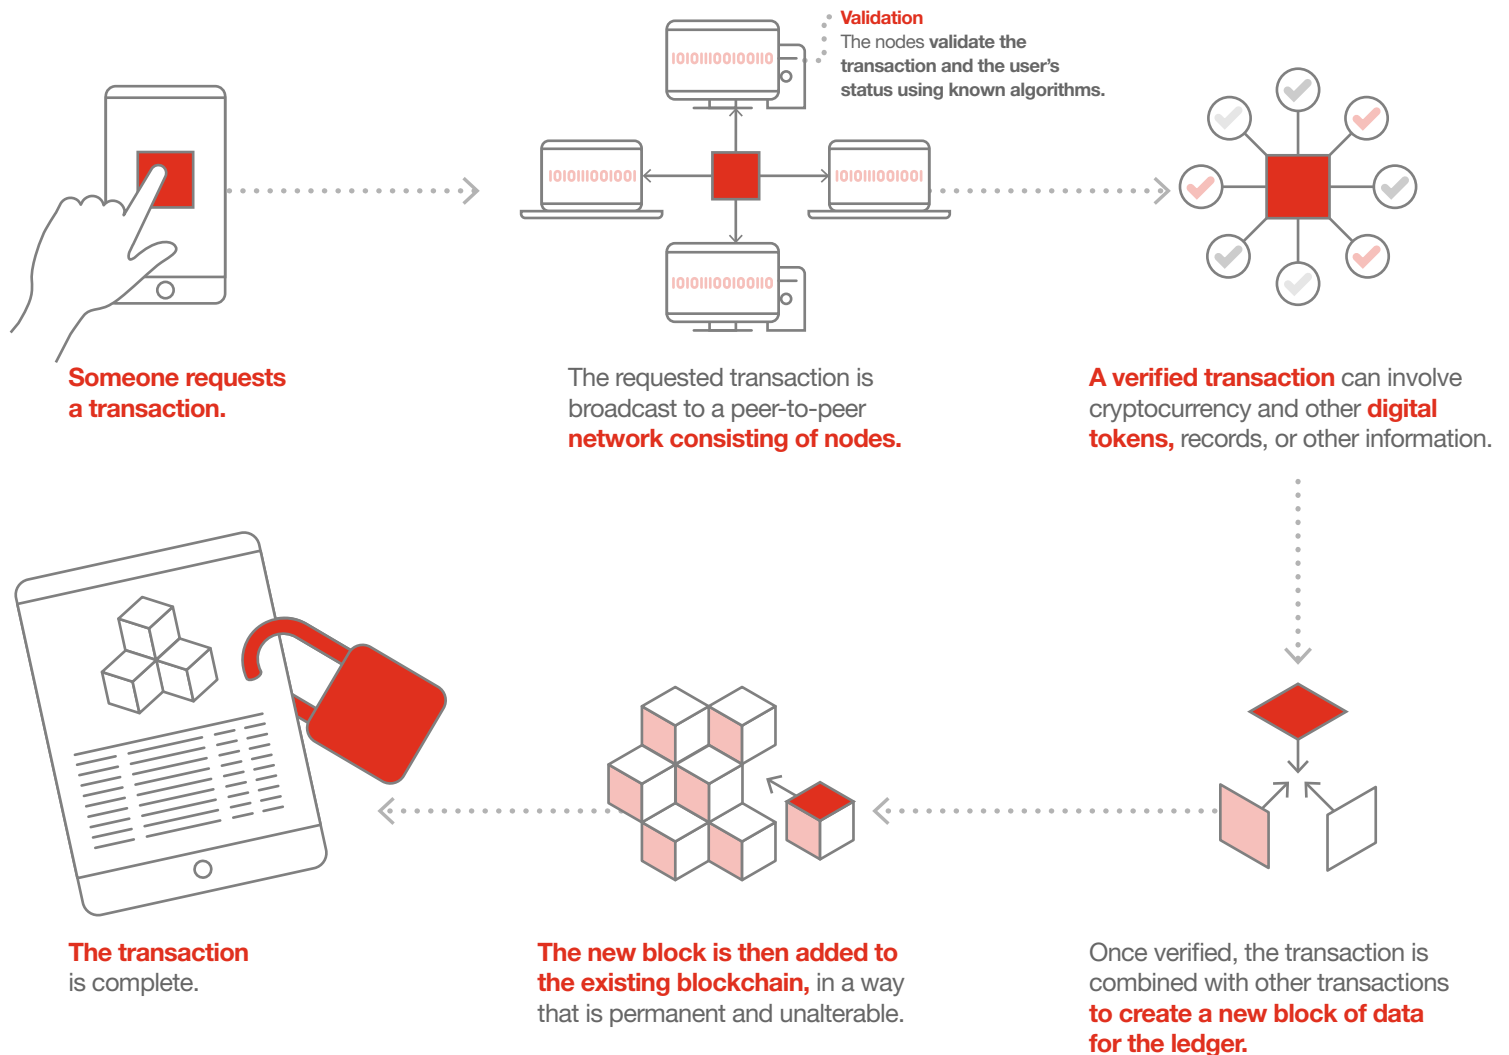 Validation
The nodes validate the
transaction and the user's
status using known algorithms.
101011100100110
1010111001001
1010111001001
101011100100110
Someone requests
a transaction.
The requested transaction is
broadcast to a peer-to-peer
network consisting of nodes.
A verified transaction can involve
cryptocurrency and other digital
tokens, records, or other information.
The transaction
is complete.
The new block is then added to
the existing blockchain, in a way
that is permanent and unalterable.
Once verified, the transaction is
combined with other transactions
to create a new block of data
for the ledger.